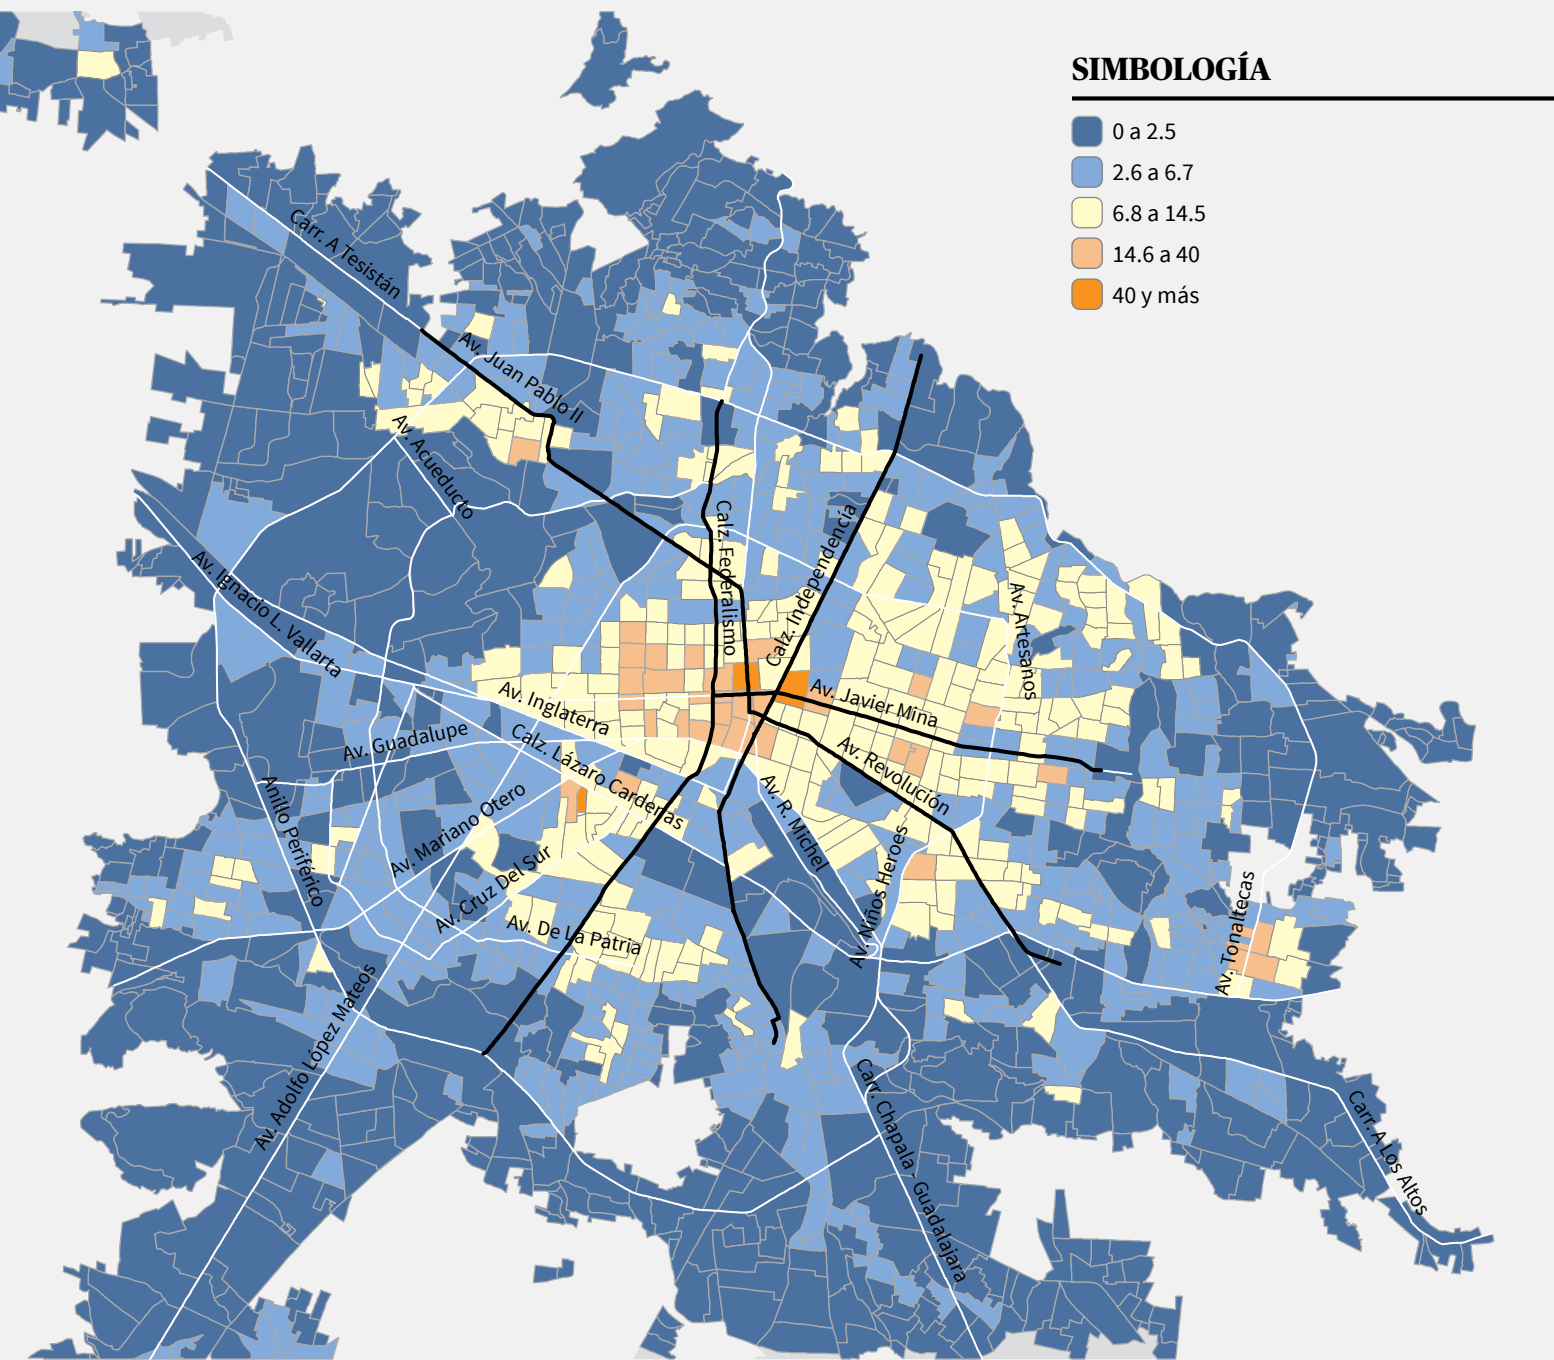 SIMBOLOGÍA
0 a 2.5
2.6 a 6.7
6.8 a 14.5
14.6 a 40
40 y más
Carr. A Tesistán
Av. Juan Pablo II
Av. Acueducto
Calz. Federalismo
Calz. Independencía
Av. Ignacio L. Vallarta
Av. Artesanos
Av. Inglaterra
Av. Javier Mina
Av. Guadalupe
Calz. Lázaro Cardenas
Av. Revolución
Anillo Periférico
Av. Mariano Otero
Av. R. Michel
Av. Cruz Del Sur
Av. Niños Heroes
Av. De La Patria
Av. Tonaltecas
Av. Adolfo López Mateos
Carr. Chapala - Guadalajara
Carr. A Los Altos